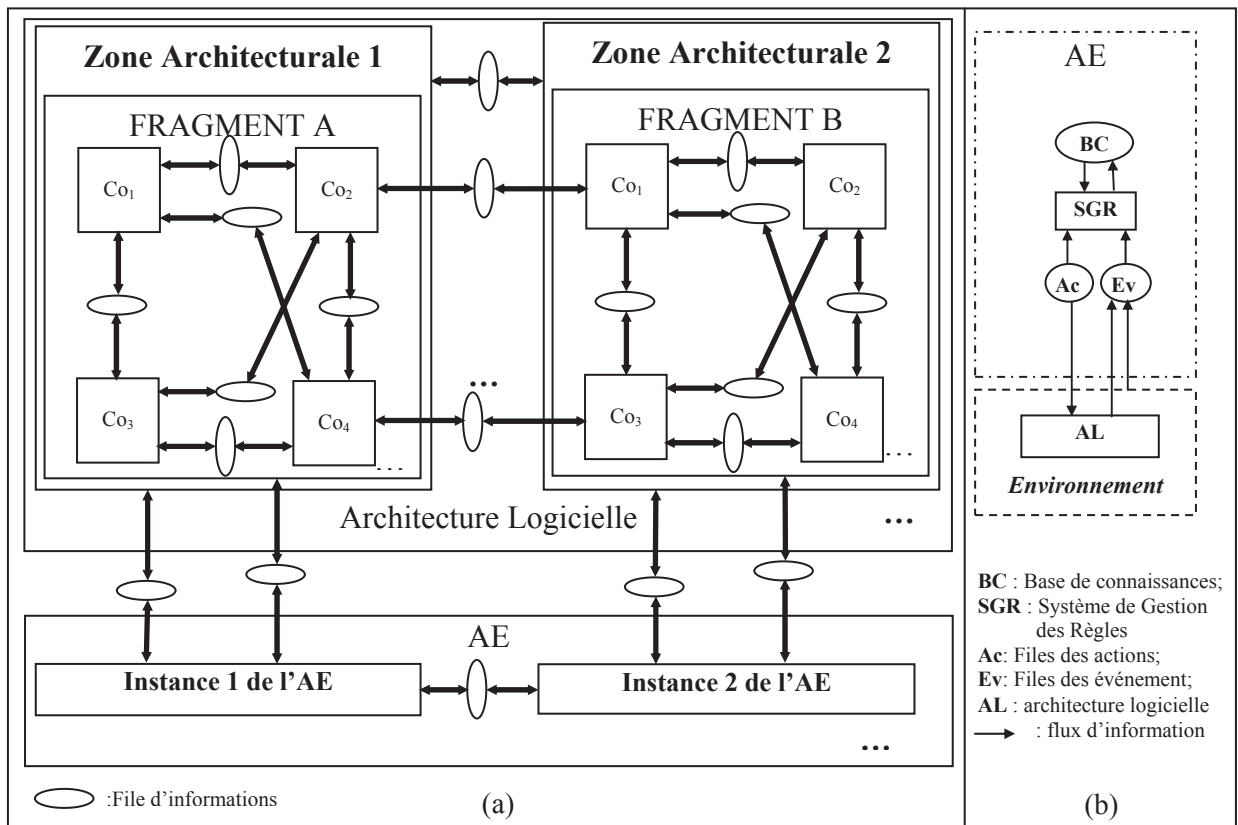 Zone Architecturale 1
Zone Architecturale 2
FRAGMENT A
FRAGMENT B
Co1
Co2
Co1
Co2
...
Co3
Co4
...
Co3
Co4
...
Architecture Logicielle
...
AE
Instance 1 de l’AE
Instance 2 de l’AE
...
:File d’informations
(a)
AE
BC
SGR
Ac
Ev
AL
Environnement
BC : Base de connaissances;
SGR : Système de Gestion
des Règles
Ac: Files des actions;
Ev: Files des événement;
AL : architecture logicielle
: flux d’information
(b)